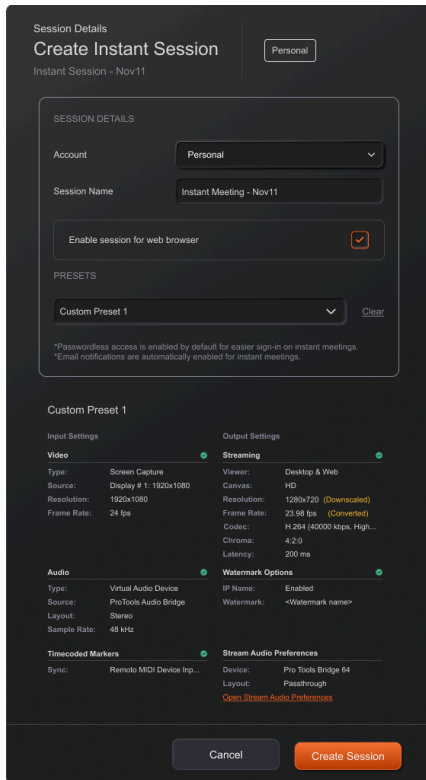 Session Details
Create Instant Session
Personal
Instant Session - Nov11
SESSION DETAILS
Account
Personal
Session Name
Instant Meeting - Nov11
Enable session for web browser
PRESETS
Custom Preset 1
Clear
*Passwordless access is enabled by default for easier sign-in on instant meetings.
*Email notifications are automatically enabled for instant meetings.
Custom Preset 1
Input Settings
Video
Type: Screen Capture
Source: Display # 1: 1920x1080
Resolution: 1920x1080
Frame Rate: 24 fps
Audio
Type: Virtual Audio Device
Source: ProTools Audio Bridge
Layout: Stereo
Sample Rate: 48 kHz
Timecoded Markers
Sync: Remoto MIDI Device Inp...
Output Settings
Streaming
Viewer: Desktop & Web
Canvas: HD
Resolution: 1280x720 (Downscaled)
Frame Rate: 23.98 fps (Converted)
Codec: H.264 (40000 kbps, High...
Chroma: 4:2:0
Latency: 200 ms
Watermark Options
IP Name: Enabled
Watermark: <Watermark name>
Stream Audio Preferences
Device: Pro Tools Bridge 64
Layout: Passthrough
Open Stream Audio Preferences
Cancel
Create Session